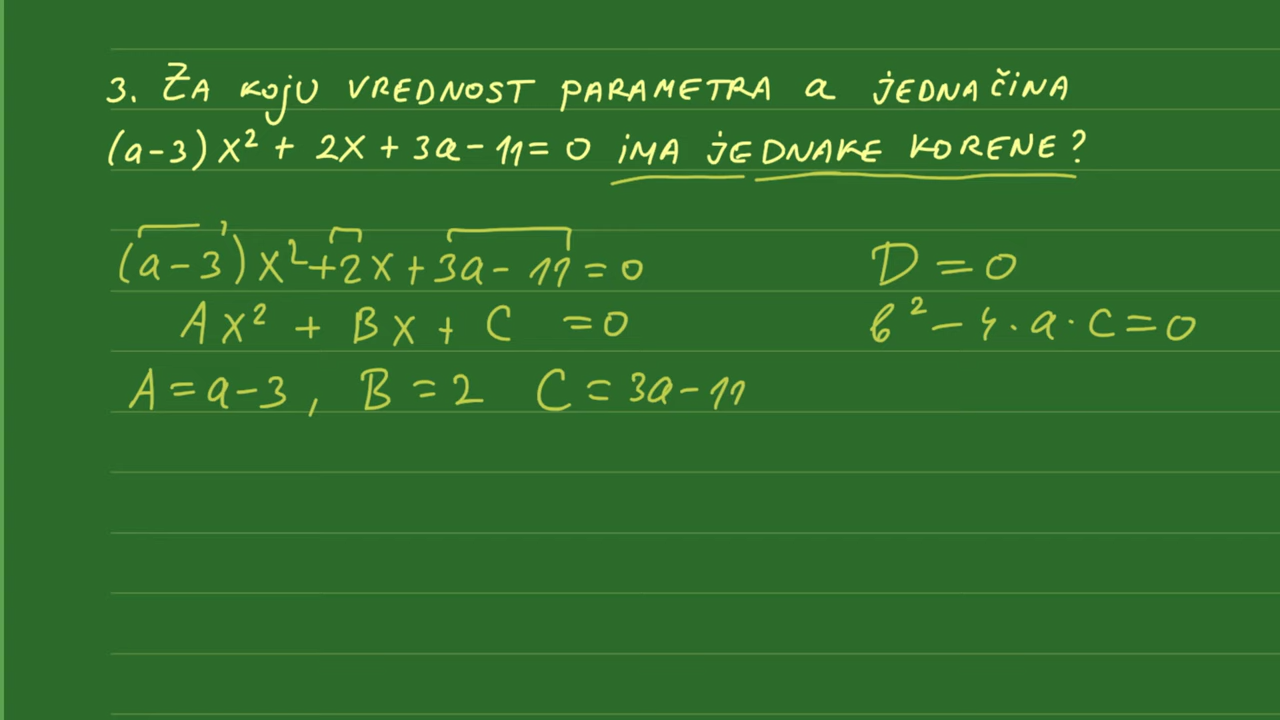 3. ZA KOJU VREDNOST PARAMETRA a JEDNAČINA
(a-3)x² + 2x + 3a - 11 = 0 IMA JEDNAKE KORENE?
(a-3)x² + 2x + 3a - 11 = 0
D = 0
Ax² + Bx + C = 0
b² - 4·a·c = 0
A = a-3, B = 2 C = 3a - 11